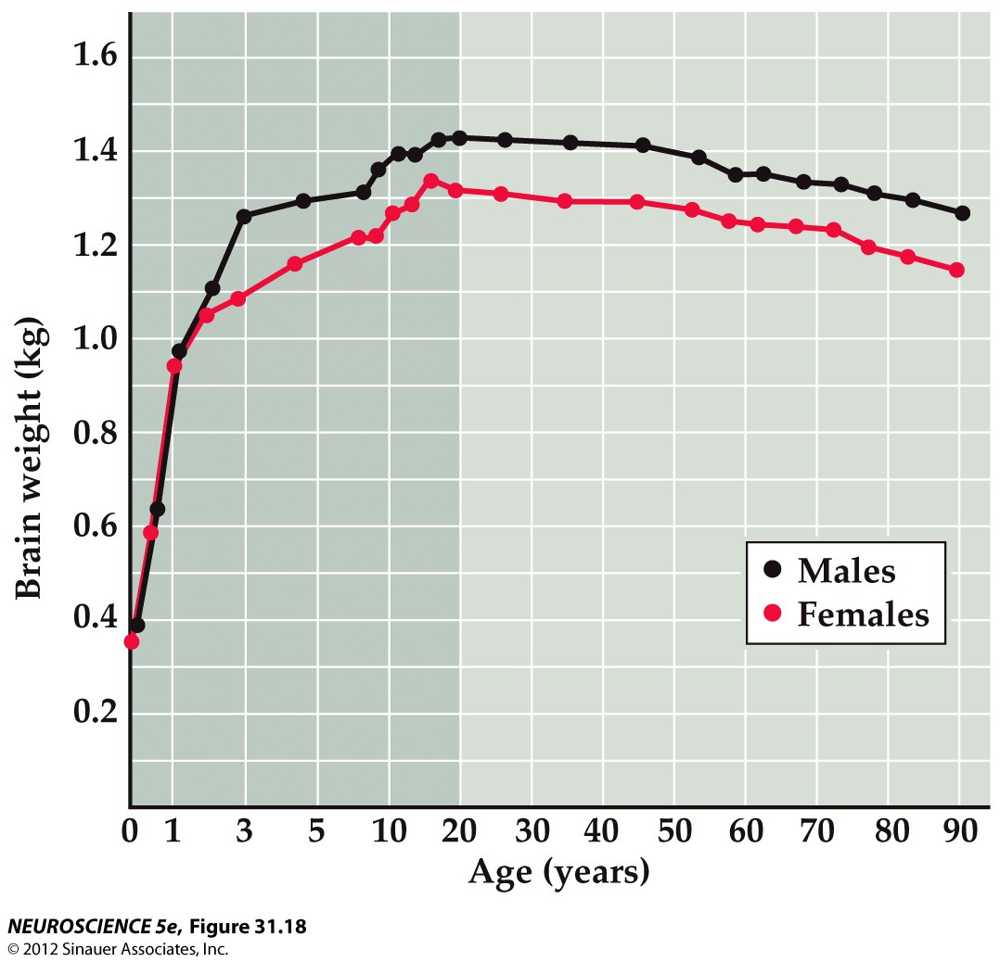 1.6
1.4
1.2
1.0
0.8
0.6
0.4
0.2
Brain weight (kg)
Males
Females
0 1 3 5 10 20 30 40 50 60 70 80 90
Age (years)
NEUROSCIENCE 5e, Figure 31.18
© 2012 Sinauer Associates, Inc.